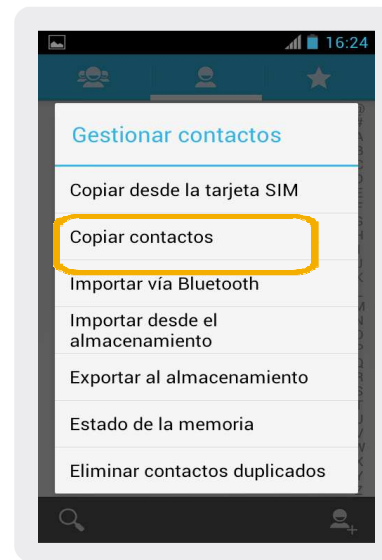 16:24
Gestionar contactos
Copiar desde la tarjeta SIM
Copiar contactos
Importar vía Bluetooth
Importar desde el
almacenamiento
Exportar al almacenamiento
Estado de la memoria
Eliminar contactos duplicados